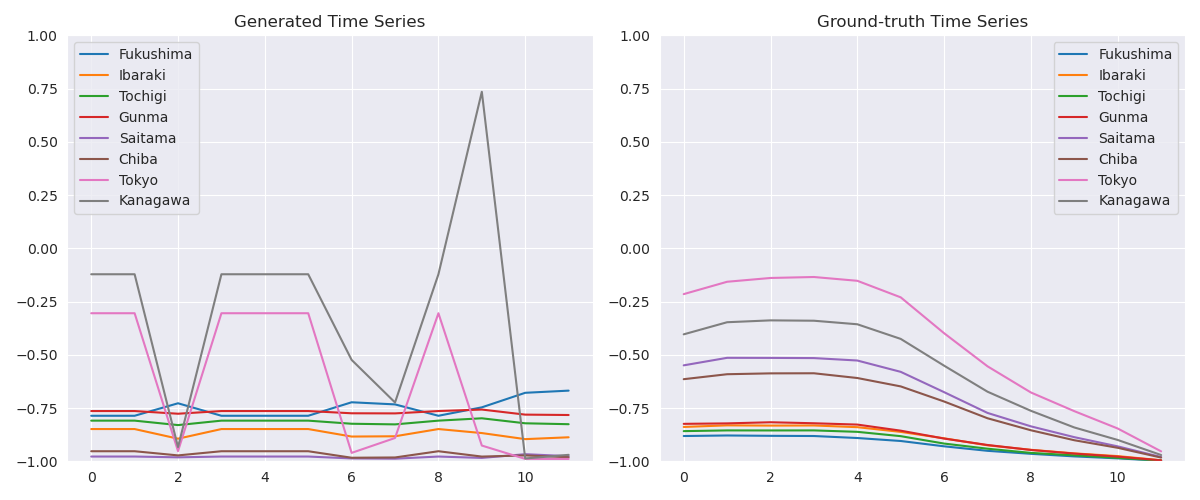 Generated Time Series
1.00
0.75
0.50
0.25
0.00
−0.25
−0.50
−0.75
−1.00
0 2 4 6 8 10
Fukushima
Ibaraki
Tochigi
Gunma
Saitama
Chiba
Tokyo
Kanagawa
Ground-truth Time Series
1.00
0.75
0.50
0.25
0.00
−0.25
−0.50
−0.75
−1.00
0 2 4 6 8 10
Fukushima
Ibaraki
Tochigi
Gunma
Saitama
Chiba
Tokyo
Kanagawa